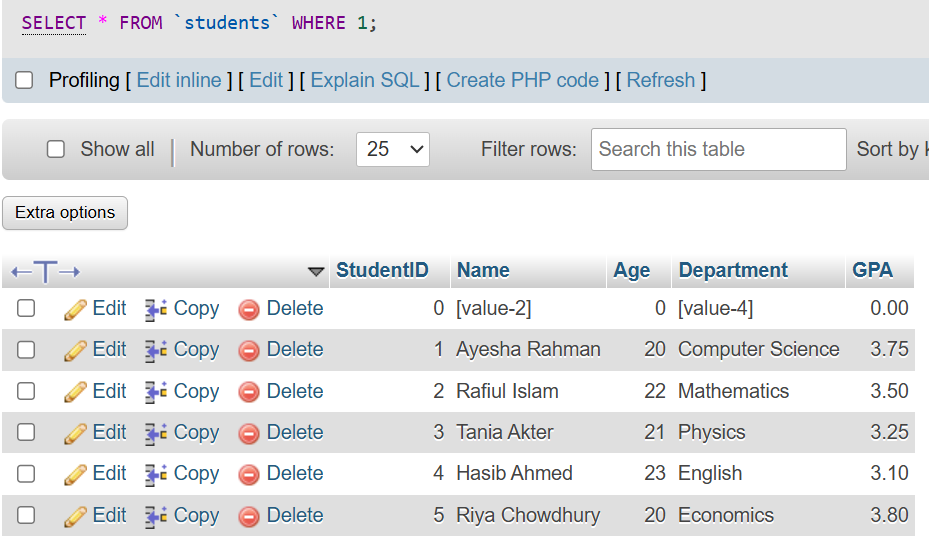 SELECT * FROM `students` WHERE 1;
Profiling [ Edit inline ] [ Edit ] [ Explain SQL ] [ Create PHP code ] [ Refresh ]
Show all Number of rows: 25 Filter rows: Search this table Sort by
Extra options
StudentID Name Age Department GPA
Edit Copy Delete 0 [value-2] 0 [value-4] 0.00
Edit Copy Delete 1 Ayesha Rahman 20 Computer Science 3.75
Edit Copy Delete 2 Rafiul Islam 22 Mathematics 3.50
Edit Copy Delete 3 Tania Akter 21 Physics 3.25
Edit Copy Delete 4 Hasib Ahmed 23 English 3.10
Edit Copy Delete 5 Riya Chowdhury 20 Economics 3.80